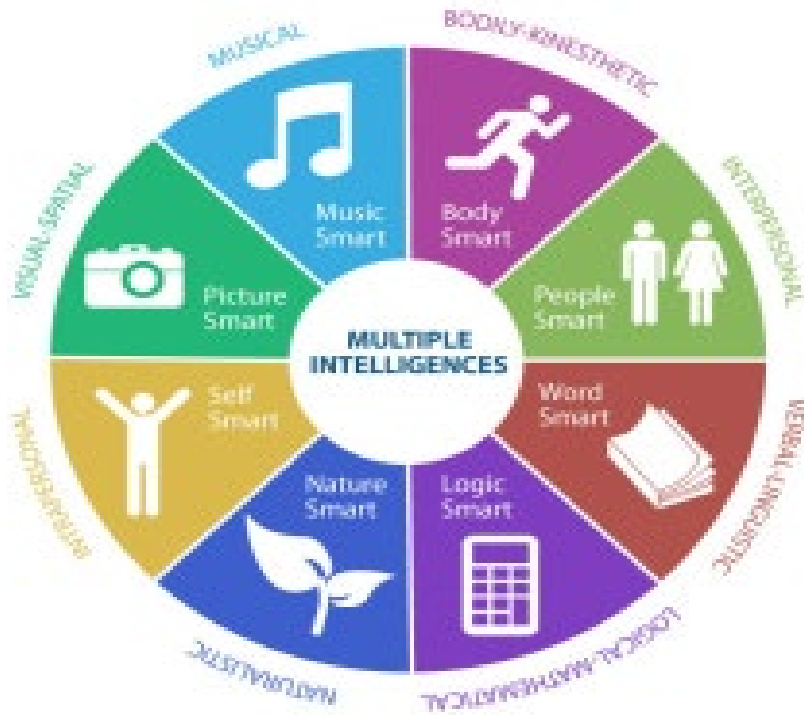 MUSICAL
BODILY-KINESTHETIC
INTERPERSONAL
VERBAL-LINGUISTIC
LOGICAL-MATHEMATICAL
NATURALISTIC
INTRAPERSONAL
VISUAL-SPATIAL
Music
Smart
Body
Smart
People
Smart
Word
Smart
Logic
Smart
Nature
Smart
Self
Smart
Picture
Smart
MULTIPLE
INTELLIGENCES